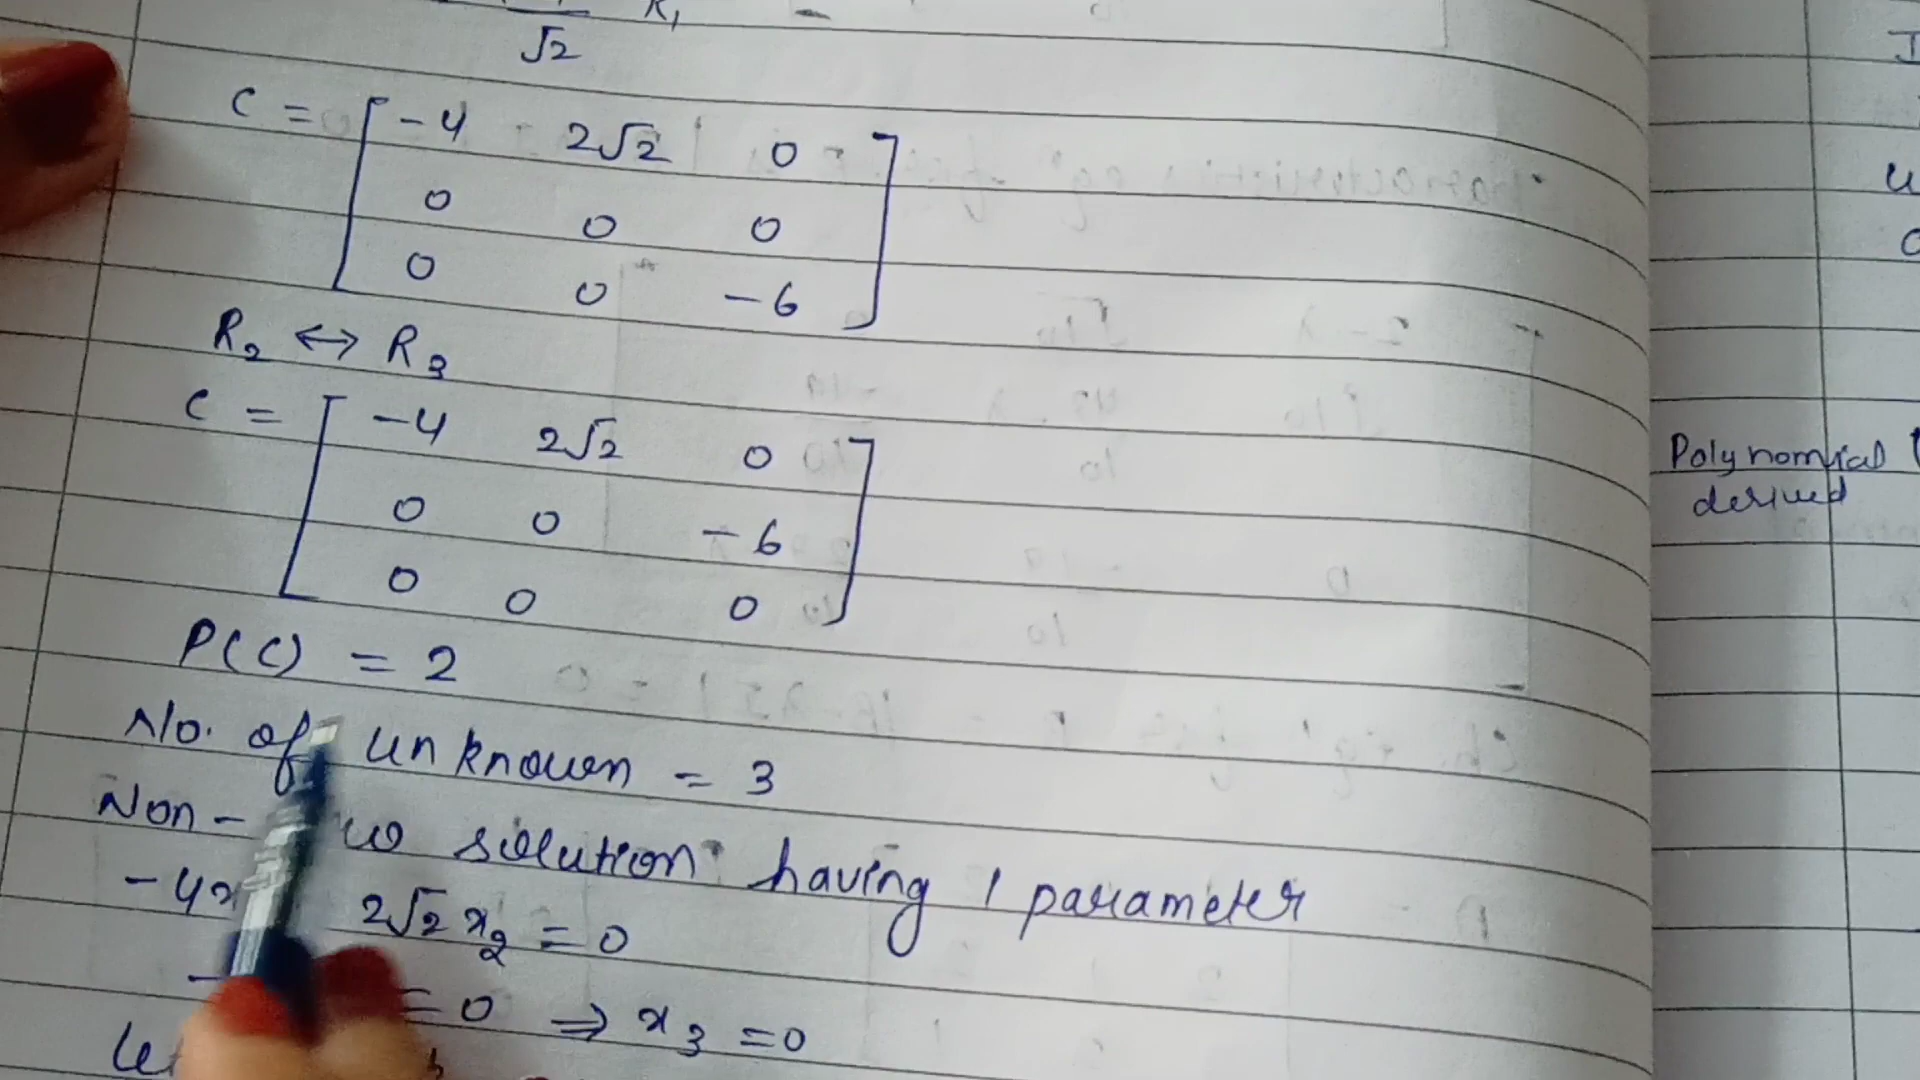 √2 R₁
C = [ -4 2√2 0
0 0 0
0 0 -6 ]
R₂ ↔ R₃
C = [ -4 2√2 0
0 0 -6
0 0 0 ]
P(C) = 2
No. of unknown = 3
Non- solution having 1 parameter
-4x 2√2 x₂ = 0
- = 0 ⇒ x₃ = 0
Polynomial
derived